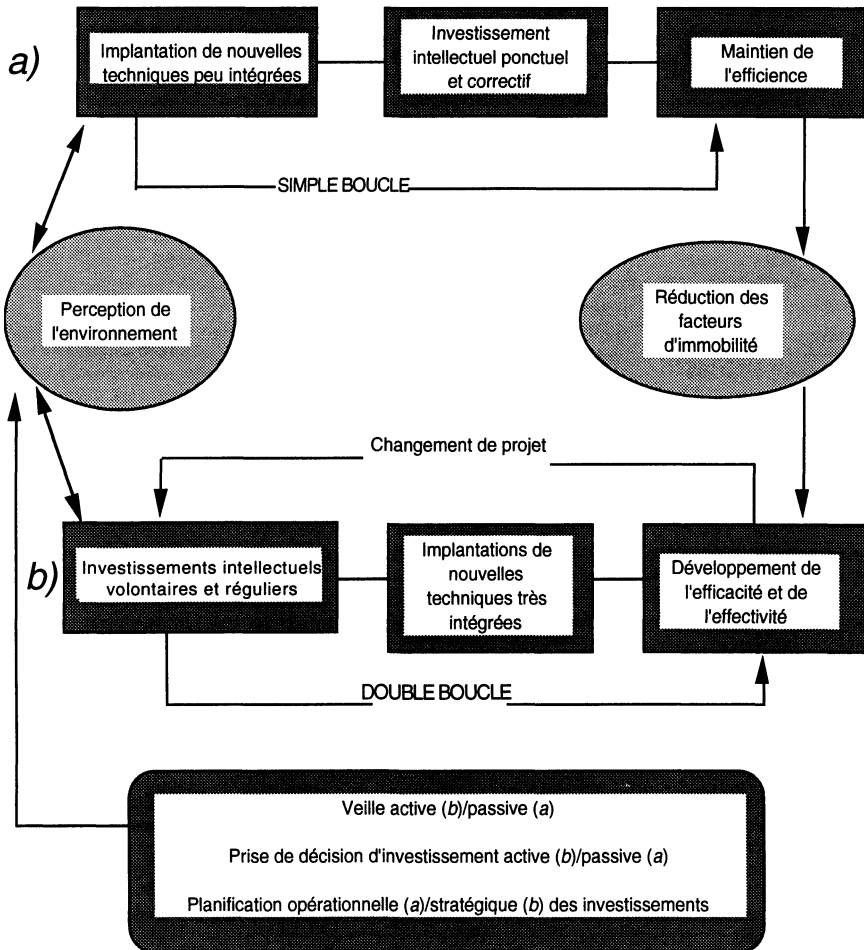 a)
Implantation de nouvelles
techniques peu intégrées
Investissement
intellectuel ponctuel
et correctif
Maintien de
l'efficience
SIMPLE BOUCLE
Perception de
l'environnement
Réduction des
facteurs
d'immobilité
Changement de projet
b)
Investissements intellectuels
volontaires et réguliers
Implantations de
nouvelles
techniques très
intégrées
Développement de
l'efficacité et de
l'effectivité
DOUBLE BOUCLE
Veille active (b)/passive (a)
Prise de décision d'investissement active (b)/passive (a)
Planification opérationnelle (a)/stratégique (b) des investissements